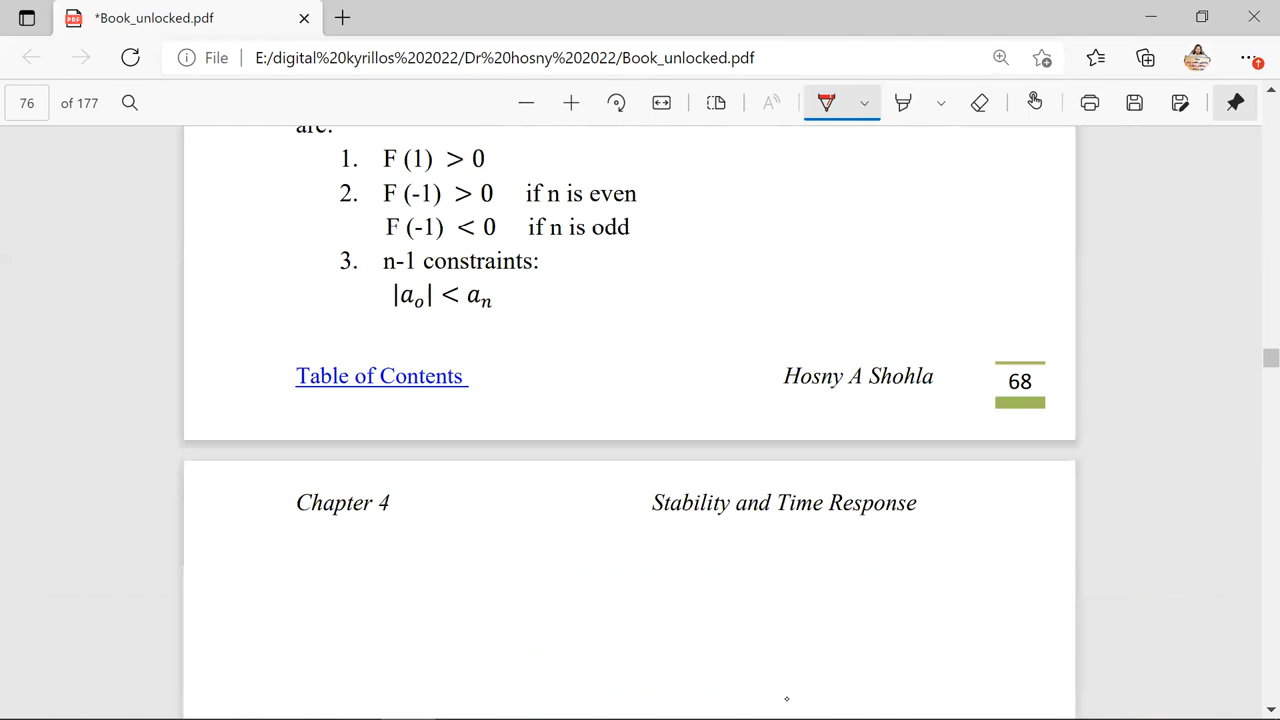 *Book_unlocked.pdf
File E:/digital%20kyrillos%202022/Dr%20hosny%202022/Book_unlocked.pdf
76 of 177
1. F (1) > 0
2. F (-1) > 0 if n is even
F (-1) < 0 if n is odd
3. n-1 constraints:
|aₒ| < aₙ
Table of Contents Hosny A Shohla 68
Chapter 4 Stability and Time Response